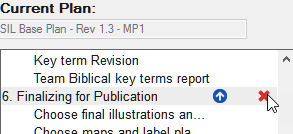 Current Plan:
SIL Base Plan - Rev 1.3 - MP1
Key term Revision
Team Biblical key terms report
6. Finalizing for Publication
Choose final illustrations an...
Choose maps and label pla...